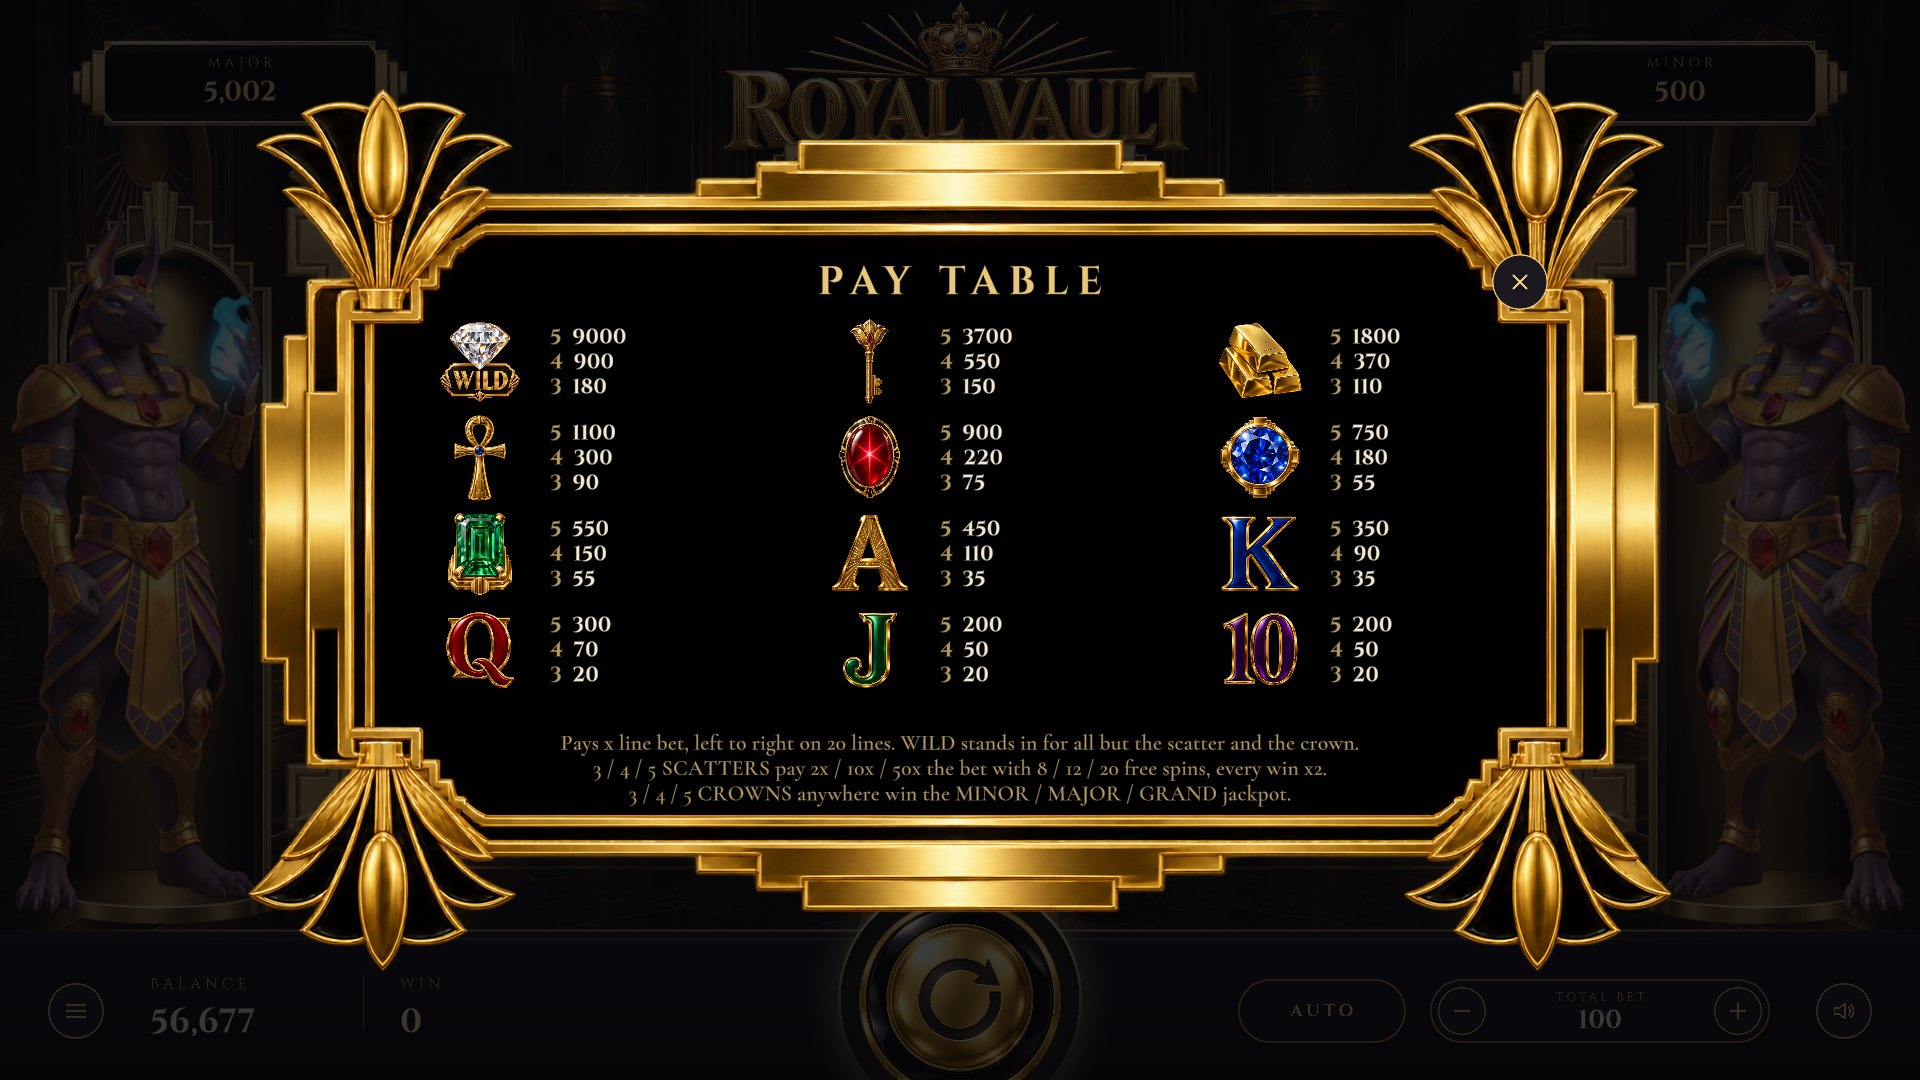 MAJOR
5,002
ROYAL VAULT
MINOR
500
PAY TABLE
WILD
5 9000
4 900
3 180
5 3700
4 550
3 150
5 1800
4 370
3 110
5 1100
4 300
3 90
5 900
4 220
3 75
5 750
4 180
3 55
5 550
4 150
3 55
A
5 450
4 110
3 35
K
5 350
4 90
3 35
Q
5 300
4 70
3 20
J
5 200
4 50
3 20
10
5 200
4 50
3 20
Pays x line bet, left to right on 20 lines. WILD stands in for all but the scatter and the crown.
3 / 4 / 5 SCATTERS pay 2x / 10x / 50x the bet with 8 / 12 / 20 free spins, every win x2.
3 / 4 / 5 CROWNS anywhere win the MINOR / MAJOR / GRAND jackpot.
BALANCE
56,677
WIN
0
AUTO
TOTAL BET
100